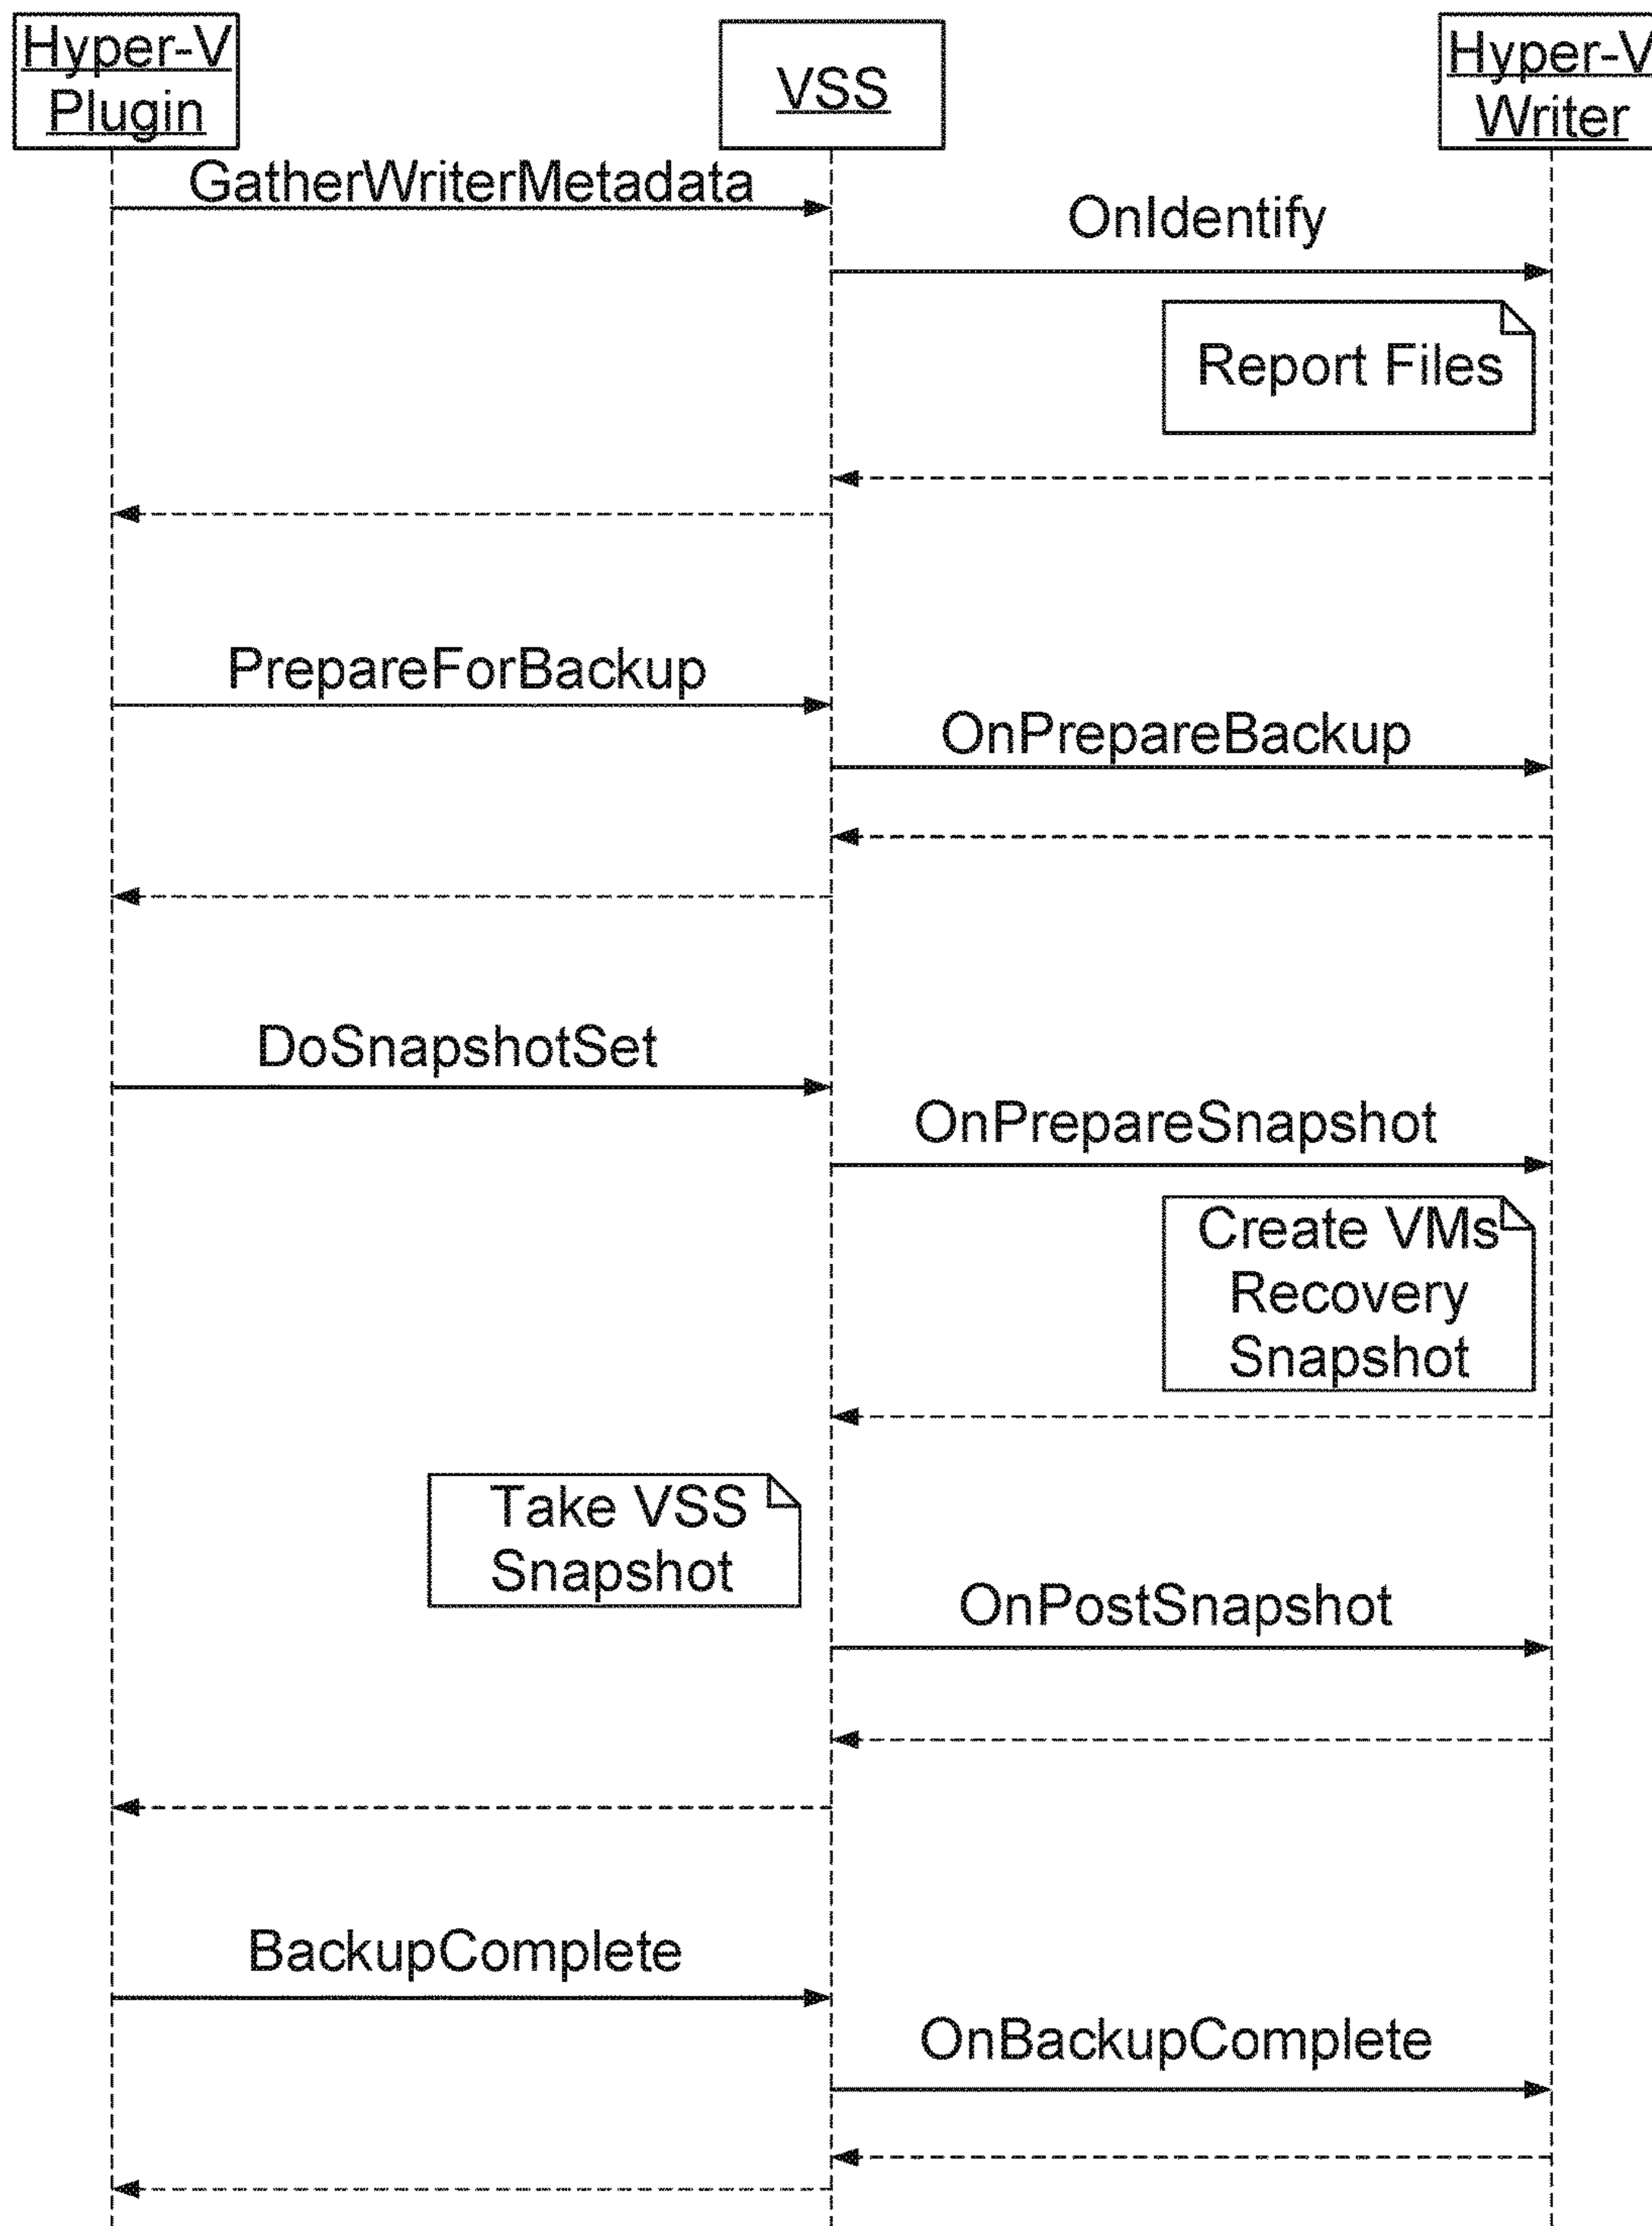 Hyper-V
Plugin
VSS
Hyper-V
Writer
GatherWriterMetadata
OnIdentify
Report Files
PrepareForBackup
OnPrepareBackup
DoSnapshotSet
OnPrepareSnapshot
Create VMs
Recovery
Snapshot
Take VSS
Snapshot
OnPostSnapshot
BackupComplete
OnBackupComplete